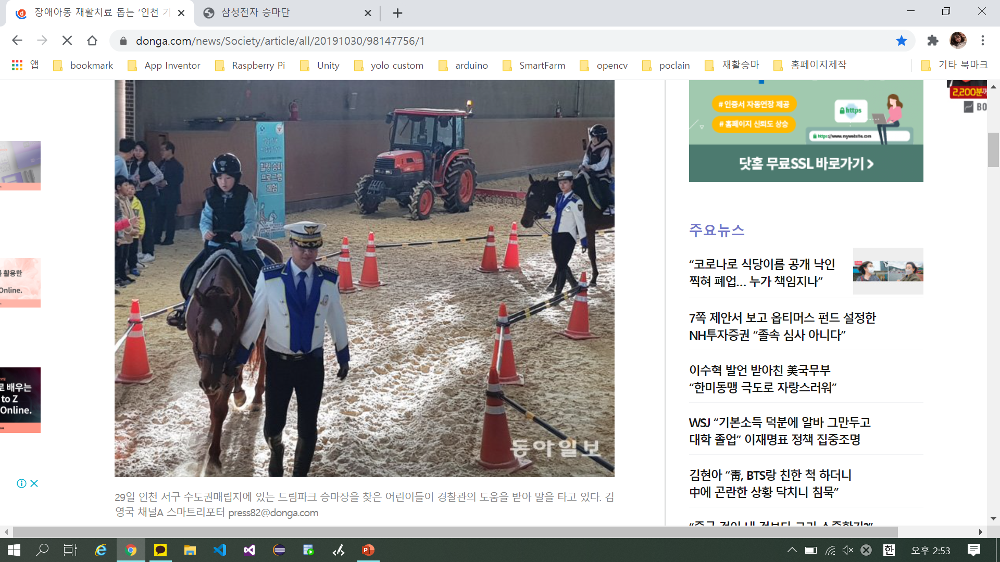 장애아동 재활치료 돕는 '인천 기
삼성전자 승마단
donga.com/news/Society/article/all/20191030/98147756/1
앱
bookmark
App Inventor
Raspberry Pi
Unity
yolo custom
arduino
SmartFarm
opencv
poclain
재활승마
홈페이지제작
기타 북마크
힐링 승마
프로그램
체험
동아일보
29일 인천 서구 수도권매립지에 있는 드림파크 승마장을 찾은 어린이들이 경찰관의 도움을 받아 말을 타고 있다. 김
영국 채널A 스마트리포터 press82@donga.com
활용한
Online.
로 배우는
to Z
Online.
# 인증서 자동연장 제공
# 홈페이지 신뢰도 상승
https
https://www.mywebsite.com
닷홈 무료SSL 바로가기 >
2,200분
BO
주요뉴스
“코로나로 식당이름 공개 낙인
찍혀 폐업... 누가 책임지나”
7쪽 제안서 보고 옵티머스 펀드 설정한
NH투자증권 “졸속 심사 아니다”
이수혁 발언 받아친 美국무부
“한미동맹 극도로 자랑스러워”
WSJ “기본소득 덕분에 알바 그만두고
대학 졸업” 이재명표 정책 집중조명
김현아 “靑, BTS랑 친한 척 하더니
中에 곤란한 상황 닥치니 침묵”
한
오후 2:53